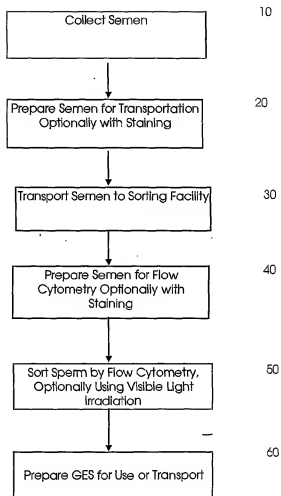 Collect Semen
10
Prepare Semen for Transportation
Optionally with Staining
20
Transport Semen to Sorting Facility
30
Prepare Semen for Flow
Cytometry Optionally with
Staining
40
Sort Sperm by Flow Cytometry,
Optionally Using Visible Light
Irradiation
50
Prepare GES for Use or Transport
60